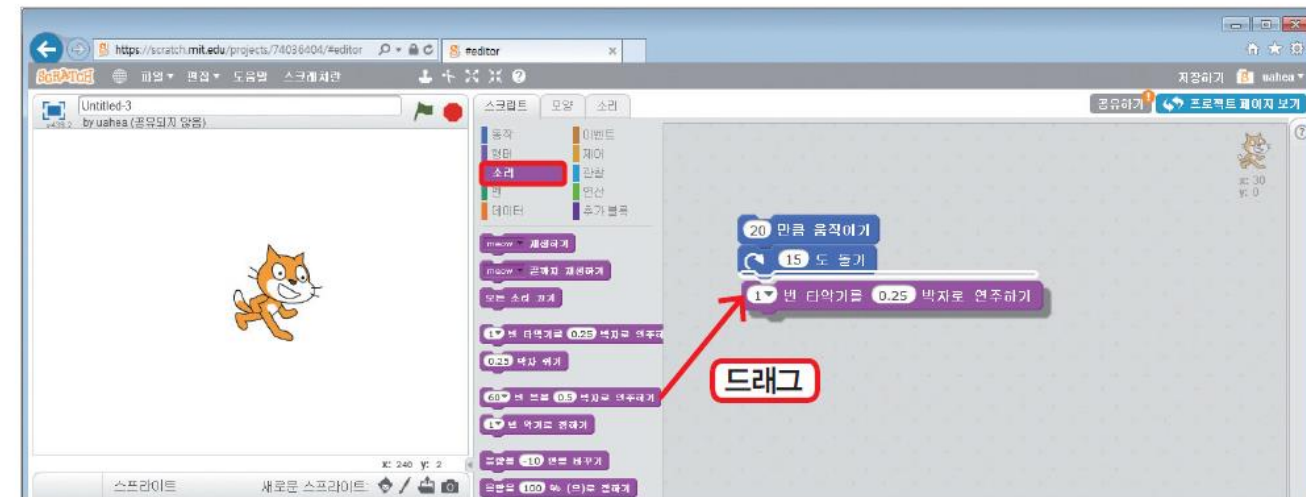 https://scratch.mit.edu/projects/74036404/#editor
#editor
SCRATCH 파일 편집 도움말 스크래치란
저장하기 uahea
Untitled-3
by uahea (공유되지 않음)
v439.2
스크립트 모양 소리
공유하기 프로젝트 페이지 보기
동작 이벤트
형태 제어
소리 관찰
펜 연산
데이터 추가 블록
x: 30
y: 0
meow 재생하기
meow 끝까지 재생하기
모든 소리 끄기
1 번 타악기를 0.25 박자로 연주하
0.25 박자 쉬기
60 번 음을 0.5 박자로 연주하기
1 번 악기로 정하기
음량을 -10 만큼 바꾸기
음량을 100 % (으)로 정하기
20 만큼 움직이기
15 도 돌기
1 번 타악기를 0.25 박자로 연주하기
드래그
x: 240 y: 2
스프라이트 새로운 스프라이트: